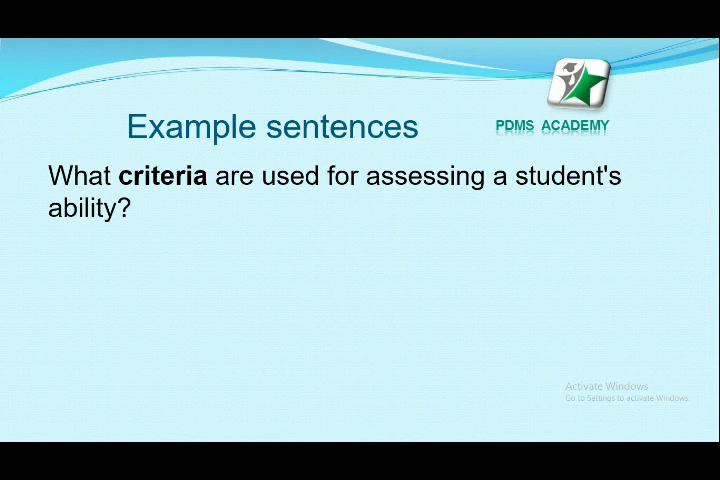 Example sentences
PDMS ACADEMY
What criteria are used for assessing a student's
ability?
Activate Windows
Go to Settings to activate Windows.